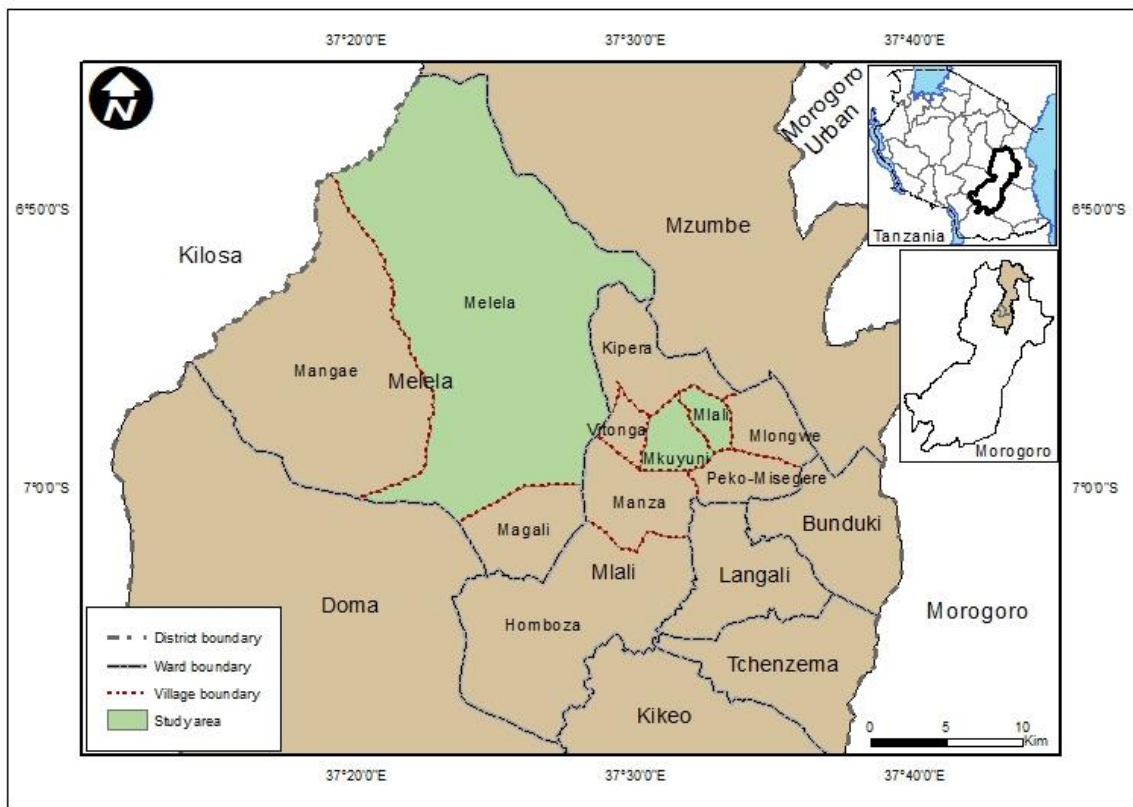 37°20'0"E
37°30'0"E
37°40'0"E
N
Morogoro
Urban
6°50'0"S
6°50'0"S
Tanzania
Mzumbe
Kilosa
Melela
Kipera
Mangae
Melela
Mlali
Vitonga
Mlongwe
Mkuyuni
Morogoro
Peko-Misegere
7°0'0"S
7°0'0"S
Manza
Bunduki
Magali
Mlali
Langali
Doma
Homboza
Morogoro
Tchenzema
Kikeo
District boundary
Ward boundary
Village boundary
Study area
0 5 10
Kim
37°20'0"E
37°30'0"E
37°40'0"E